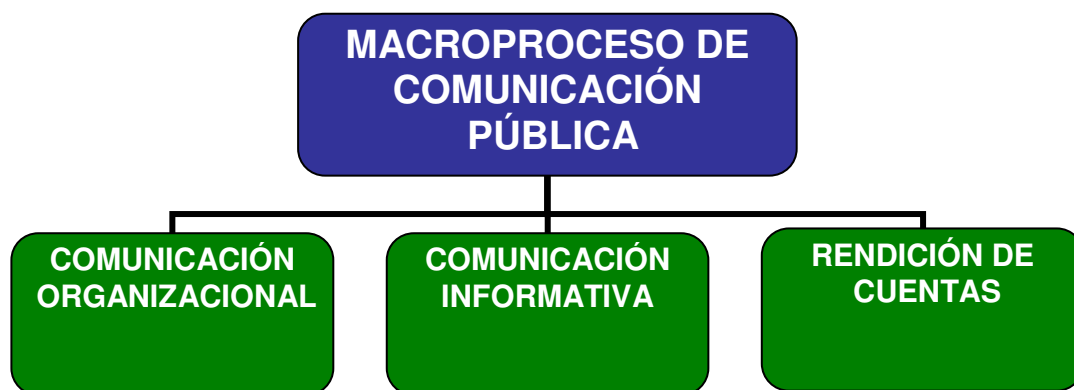 MACROPROCESO DE
COMUNICACIÓN
PÚBLICA
COMUNICACIÓN
ORGANIZACIONAL
COMUNICACIÓN
INFORMATIVA
RENDICIÓN DE
CUENTAS